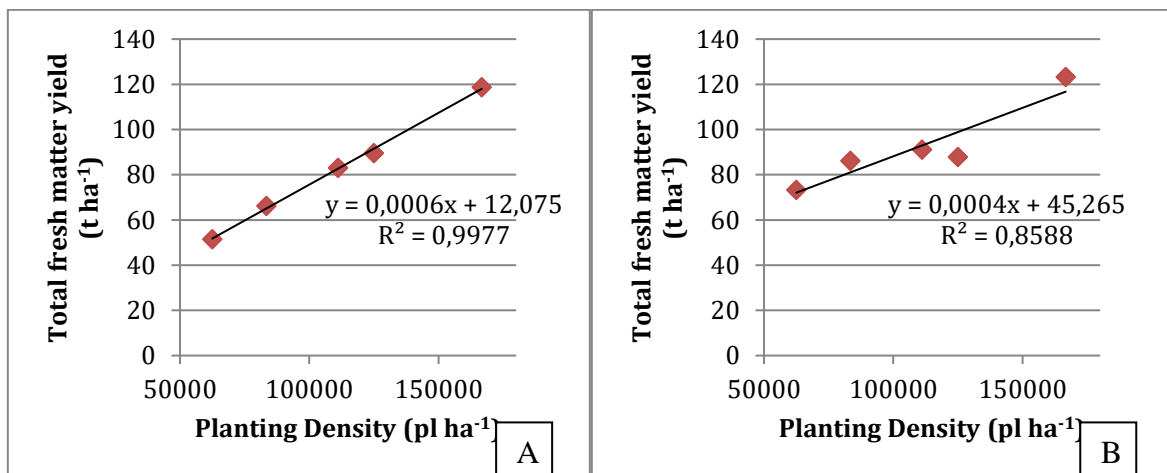 Total fresh matter yield
(t ha⁻¹)
140
120
100
80
60
40
20
0
y = 0,0006x + 12,075
R² = 0,9977
50000 100000 150000
Planting Density (pl ha⁻¹)
A
Total fresh matter yield
(t ha⁻¹)
140
120
100
80
60
40
20
0
y = 0,0004x + 45,265
R² = 0,8588
50000 100000 150000
Planting Density (pl ha⁻¹)
B